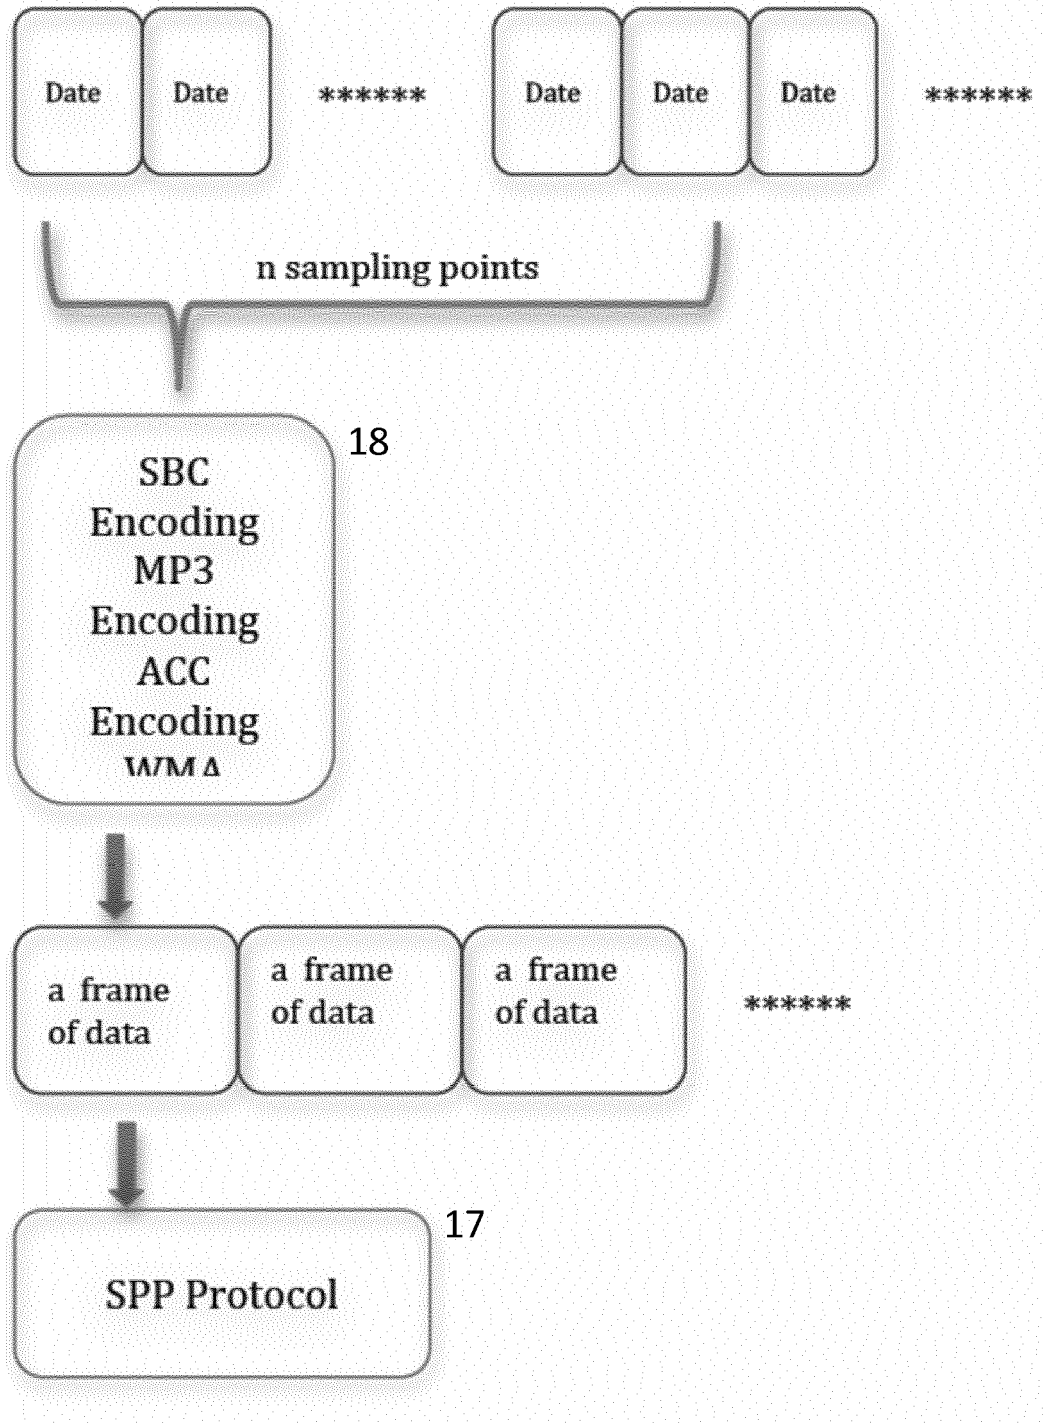 Date Date ****** Date Date Date ******
n sampling points
18
SBC
Encoding
MP3
Encoding
ACC
Encoding
WMA
a frame
of data
a frame
of data
a frame
of data
******
17
SPP Protocol